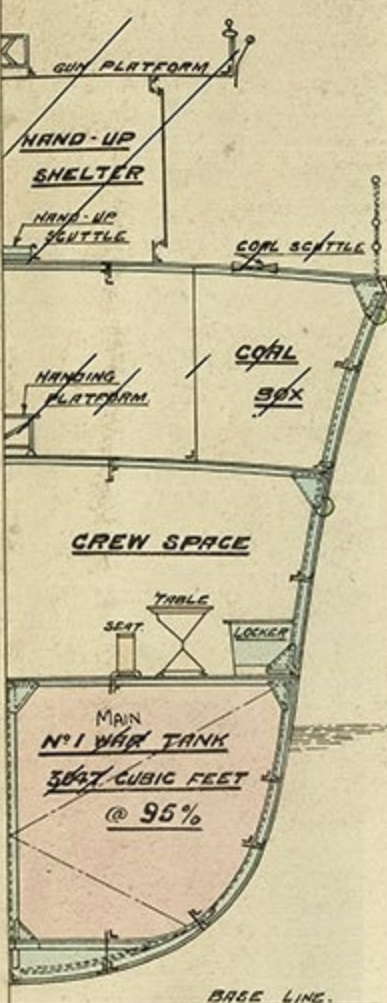 GUN PLATFORM
HAND-UP
SHELTER
HAND-UP
SCUTTLE
COAL SCUTTLE
COAL
BOX
HANDING
PLATFORM
CREW SPACE
TABLE
SEAT.
LOCKER
MAIN
Nº 1 WAR TANK
3047 CUBIC FEET
@ 95%
BASE LINE.